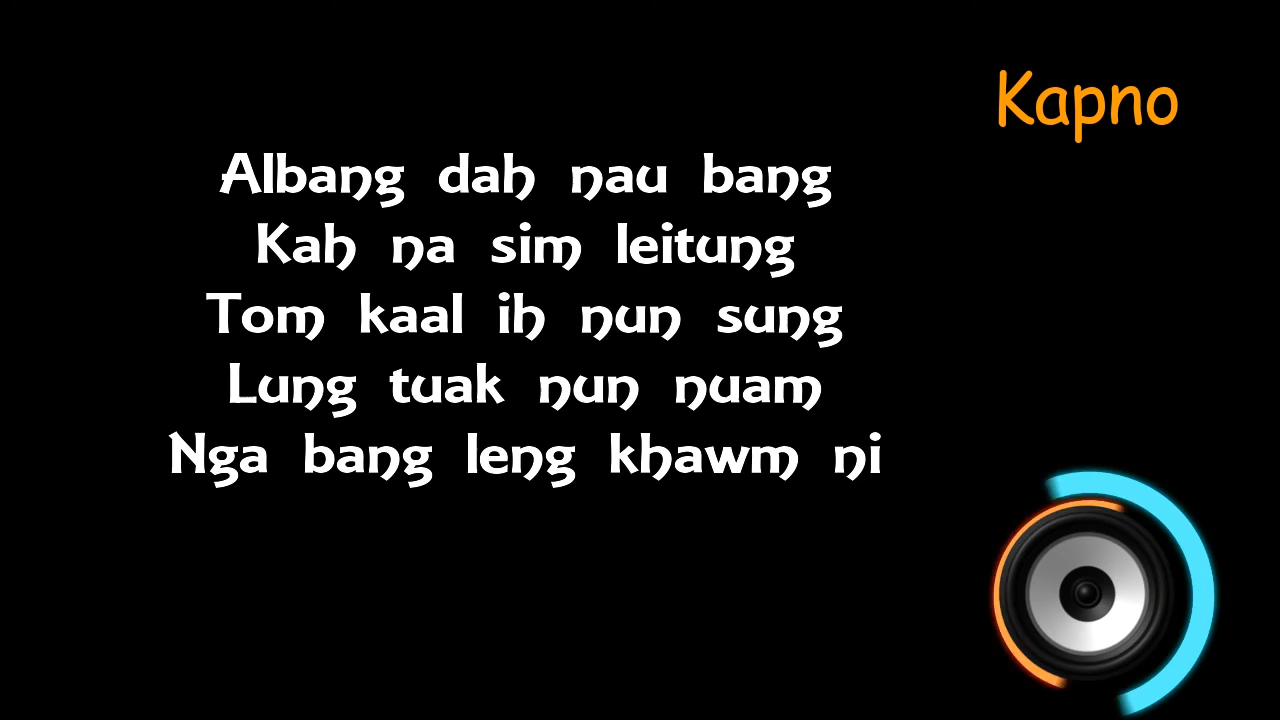 Kapno
Albang dah nau bang
Kah na sim leitung
Tom kaal ih nun sung
Lung tuak nun nuam
Nga bang leng khawm ni